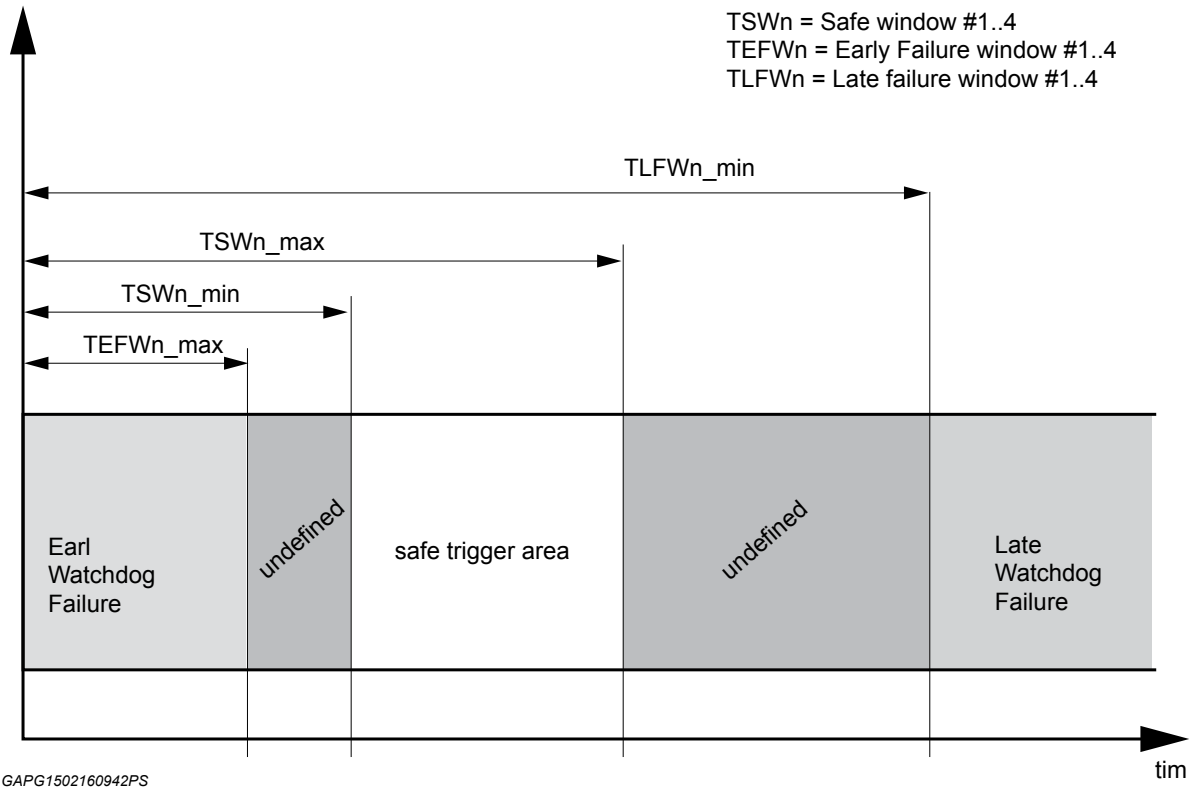 TSWn = Safe window #1..4
TEFWn = Early Failure window #1..4
TLFWn = Late failure window #1..4
TLFWn_min
TSWn_max
TSWn_min
TEFWn_max
Earl
Watchdog
Failure
undefined
safe trigger area
undefined
Late
Watchdog
Failure
tim
GAPG1502160942PS